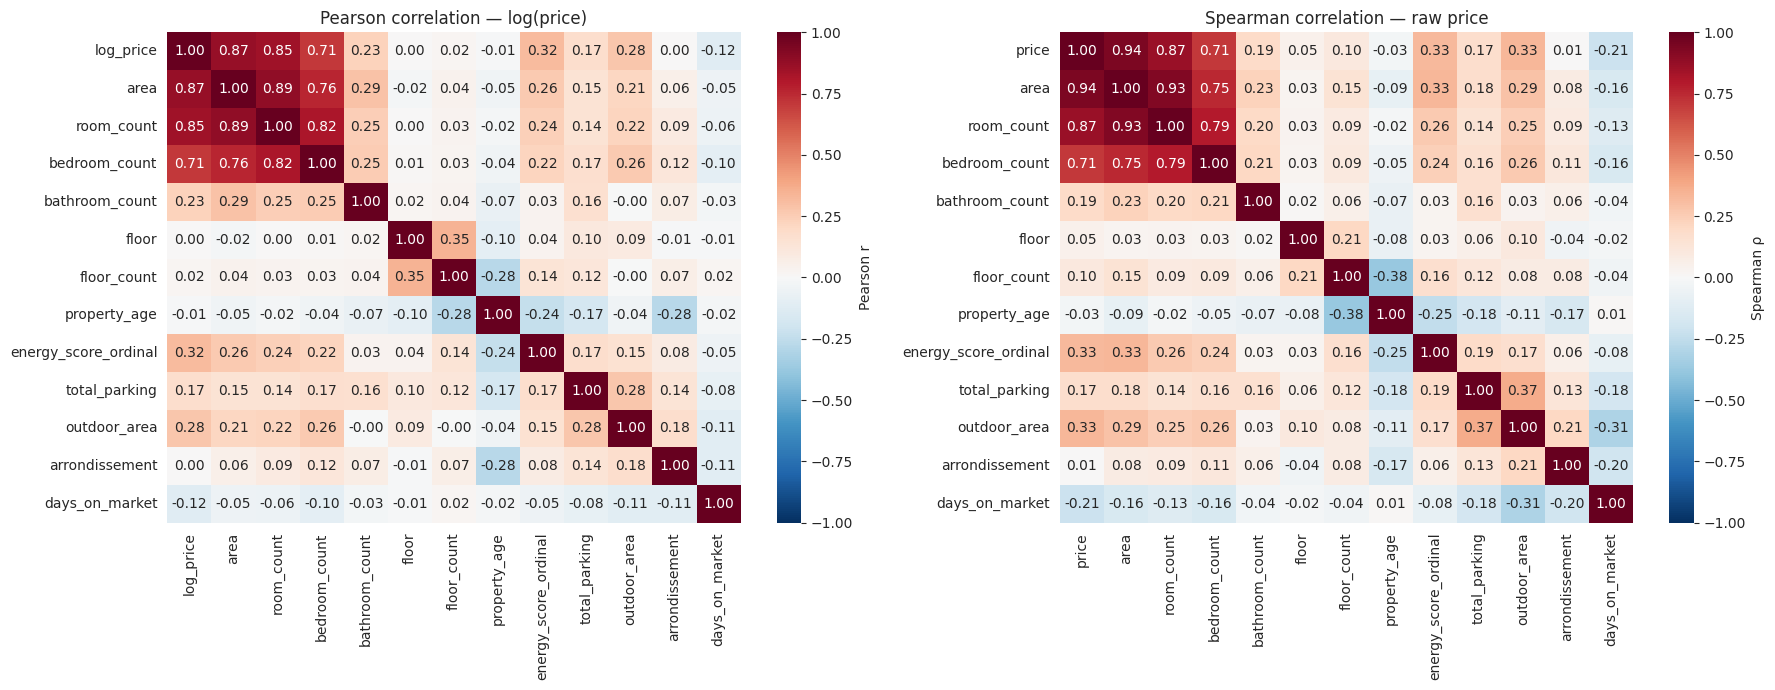 Pearson correlation — log(price)
log_price 1.00 0.87 0.85 0.71 0.23 0.00 0.02 -0.01 0.32 0.17 0.28 0.00 -0.12
area 0.87 1.00 0.89 0.76 0.29 -0.02 0.04 -0.05 0.26 0.15 0.21 0.06 -0.05
room_count 0.85 0.89 1.00 0.82 0.25 0.00 0.03 -0.02 0.24 0.14 0.22 0.09 -0.06
bedroom_count 0.71 0.76 0.82 1.00 0.25 0.01 0.03 -0.04 0.22 0.17 0.26 0.12 -0.10
bathroom_count 0.23 0.29 0.25 0.25 1.00 0.02 0.04 -0.07 0.03 0.16 -0.00 0.07 -0.03
floor 0.00 -0.02 0.00 0.01 0.02 1.00 0.35 -0.10 0.04 0.10 0.09 -0.01 -0.01
floor_count 0.02 0.04 0.03 0.03 0.04 0.35 1.00 -0.28 0.14 0.12 -0.00 0.07 0.02
property_age -0.01 -0.05 -0.02 -0.04 -0.07 -0.10 -0.28 1.00 -0.24 -0.17 -0.04 -0.28 -0.02
energy_score_ordinal 0.32 0.26 0.24 0.22 0.03 0.04 0.14 -0.24 1.00 0.17 0.15 0.08 -0.05
total_parking 0.17 0.15 0.14 0.17 0.16 0.10 0.12 -0.17 0.17 1.00 0.28 0.14 -0.08
outdoor_area 0.28 0.21 0.22 0.26 -0.00 0.09 -0.00 -0.04 0.15 0.28 1.00 0.18 -0.11
arrondissement 0.00 0.06 0.09 0.12 0.07 -0.01 0.07 -0.28 0.08 0.14 0.18 1.00 -0.11
days_on_market -0.12 -0.05 -0.06 -0.10 -0.03 -0.01 0.02 -0.02 -0.05 -0.08 -0.11 -0.11 1.00
log_price
area
room_count
bedroom_count
bathroom_count
floor
floor_count
property_age
energy_score_ordinal
total_parking
outdoor_area
arrondissement
days_on_market
1.00
0.75
0.50
0.25
0.00
−0.25
−0.50
−0.75
−1.00
Pearson r
Spearman correlation — raw price
price 1.00 0.94 0.87 0.71 0.19 0.05 0.10 -0.03 0.33 0.17 0.33 0.01 -0.21
area 0.94 1.00 0.93 0.75 0.23 0.03 0.15 -0.09 0.33 0.18 0.29 0.08 -0.16
room_count 0.87 0.93 1.00 0.79 0.20 0.03 0.09 -0.02 0.26 0.14 0.25 0.09 -0.13
bedroom_count 0.71 0.75 0.79 1.00 0.21 0.03 0.09 -0.05 0.24 0.16 0.26 0.11 -0.16
bathroom_count 0.19 0.23 0.20 0.21 1.00 0.02 0.06 -0.07 0.03 0.16 0.03 0.06 -0.04
floor 0.05 0.03 0.03 0.03 0.02 1.00 0.21 -0.08 0.03 0.06 0.10 -0.04 -0.02
floor_count 0.10 0.15 0.09 0.09 0.06 0.21 1.00 -0.38 0.16 0.12 0.08 0.08 -0.04
property_age -0.03 -0.09 -0.02 -0.05 -0.07 -0.08 -0.38 1.00 -0.25 -0.18 -0.11 -0.17 0.01
energy_score_ordinal 0.33 0.33 0.26 0.24 0.03 0.03 0.16 -0.25 1.00 0.19 0.17 0.06 -0.08
total_parking 0.17 0.18 0.14 0.16 0.16 0.06 0.12 -0.18 0.19 1.00 0.37 0.13 -0.18
outdoor_area 0.33 0.29 0.25 0.26 0.03 0.10 0.08 -0.11 0.17 0.37 1.00 0.21 -0.31
arrondissement 0.01 0.08 0.09 0.11 0.06 -0.04 0.08 -0.17 0.06 0.13 0.21 1.00 -0.20
days_on_market -0.21 -0.16 -0.13 -0.16 -0.04 -0.02 -0.04 0.01 -0.08 -0.18 -0.31 -0.20 1.00
price
area
room_count
bedroom_count
bathroom_count
floor
floor_count
property_age
energy_score_ordinal
total_parking
outdoor_area
arrondissement
days_on_market
1.00
0.75
0.50
0.25
0.00
−0.25
−0.50
−0.75
−1.00
Spearman ρ